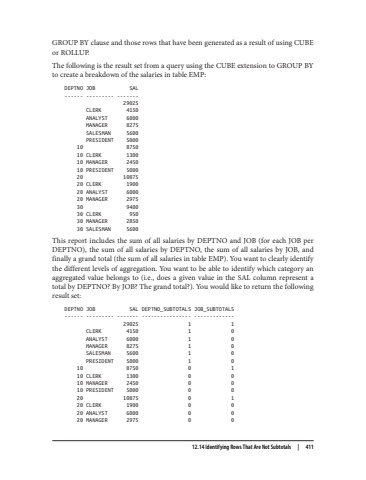 GROUP BY clause and those rows that have been generated as a result of using CUBE
or ROLLUP.
The following is the result set from a query using the CUBE extension to GROUP BY
to create a breakdown of the salaries in table EMP:
DEPTNO JOB SAL
------ --------- -------
29025
CLERK 4150
ANALYST 6000
MANAGER 8275
SALESMAN 5600
PRESIDENT 5000
10 8750
10 CLERK 1300
10 MANAGER 2450
10 PRESIDENT 5000
20 10875
20 CLERK 1900
20 ANALYST 6000
20 MANAGER 2975
30 9400
30 CLERK 950
30 MANAGER 2850
30 SALESMAN 5600
This report includes the sum of all salaries by DEPTNO and JOB (for each JOB per
DEPTNO), the sum of all salaries by DEPTNO, the sum of all salaries by JOB, and
finally a grand total (the sum of all salaries in table EMP). You want to clearly identify
the different levels of aggregation. You want to be able to identify which category an
aggregated value belongs to (i.e., does a given value in the SAL column represent a
total by DEPTNO? By JOB? The grand total?). You would like to return the following
result set:
DEPTNO JOB SAL DEPTNO_SUBTOTALS JOB_SUBTOTALS
------ --------- ------- ---------------- -------------
29025 1 1
CLERK 4150 1 0
ANALYST 6000 1 0
MANAGER 8275 1 0
SALESMAN 5600 1 0
PRESIDENT 5000 1 0
10 8750 0 1
10 CLERK 1300 0 0
10 MANAGER 2450 0 0
10 PRESIDENT 5000 0 0
20 10875 0 1
20 CLERK 1900 0 0
20 ANALYST 6000 0 0
20 MANAGER 2975 0 0
12.14 Identifying Rows That Are Not Subtotals | 411